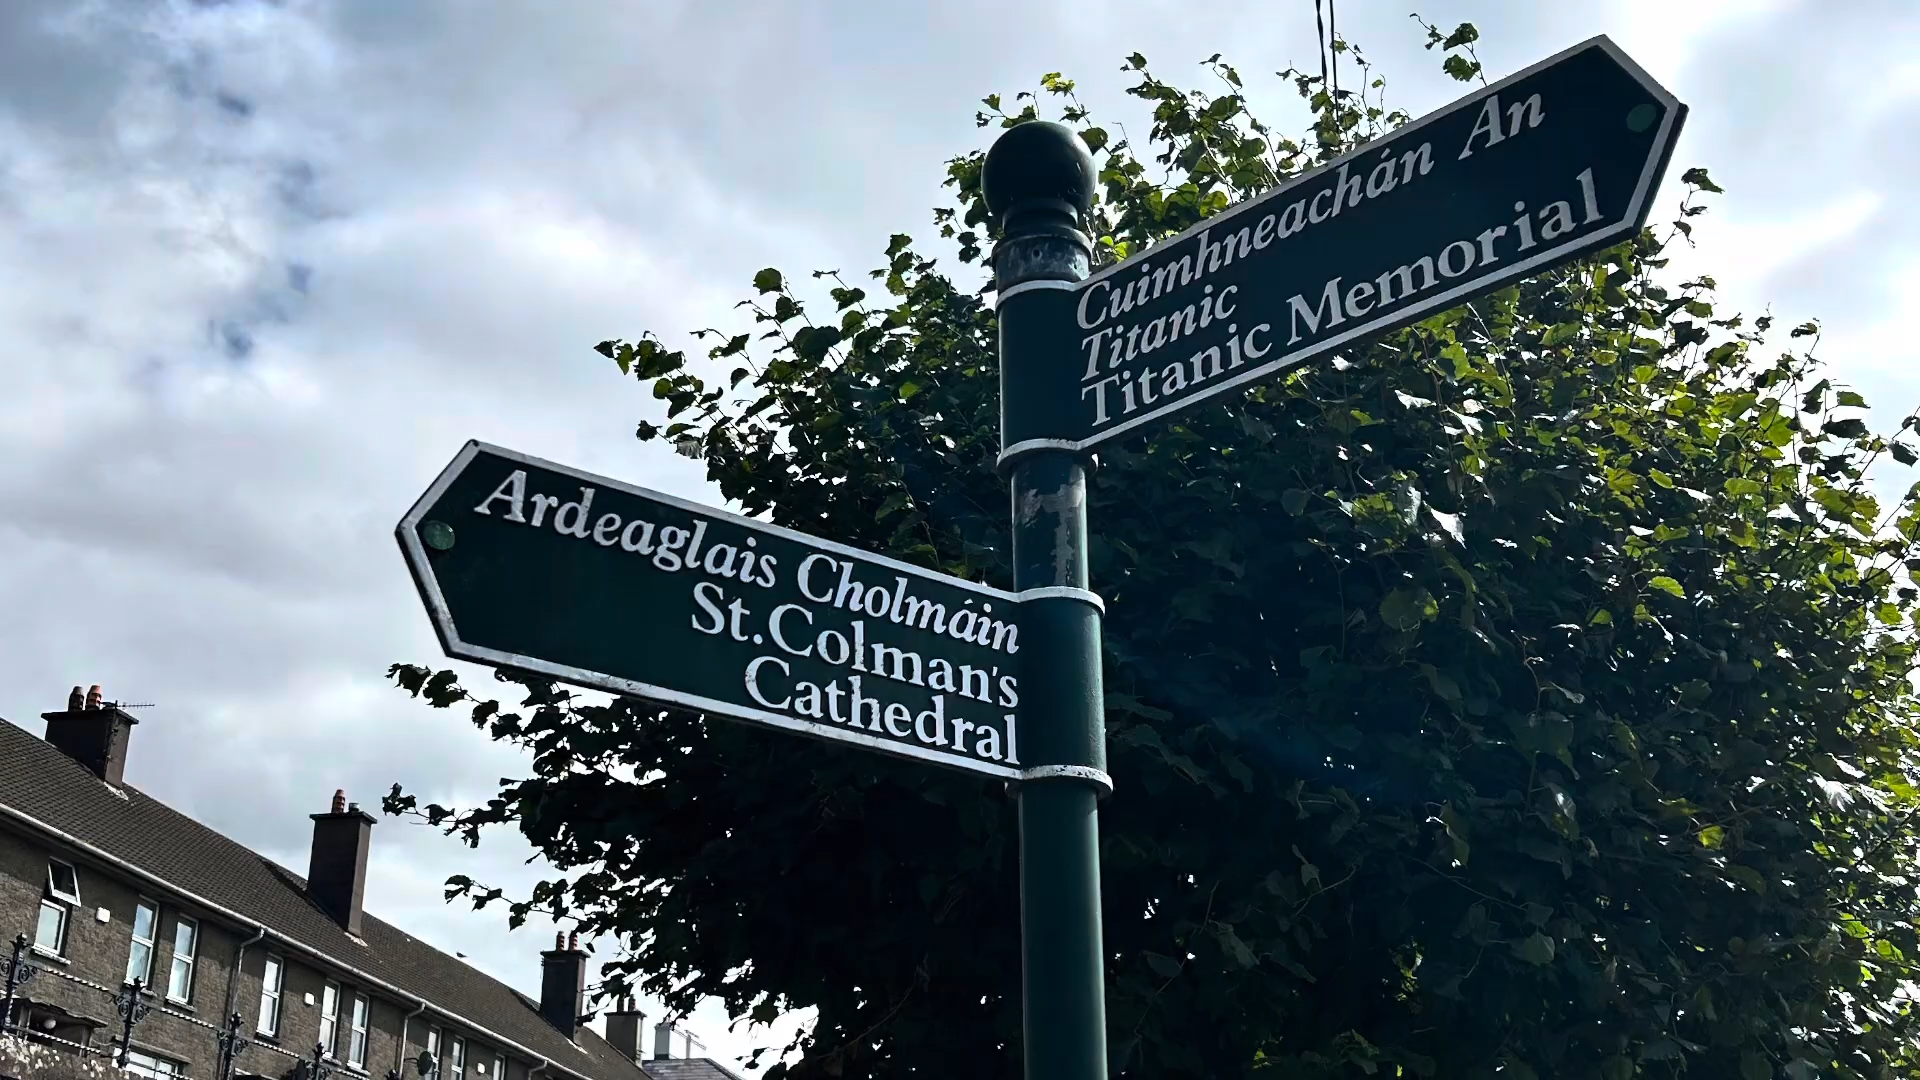 Cuimhneachán An
Titanic
Titanic Memorial
Ardeaglais Cholmáin
St.Colman's
Cathedral